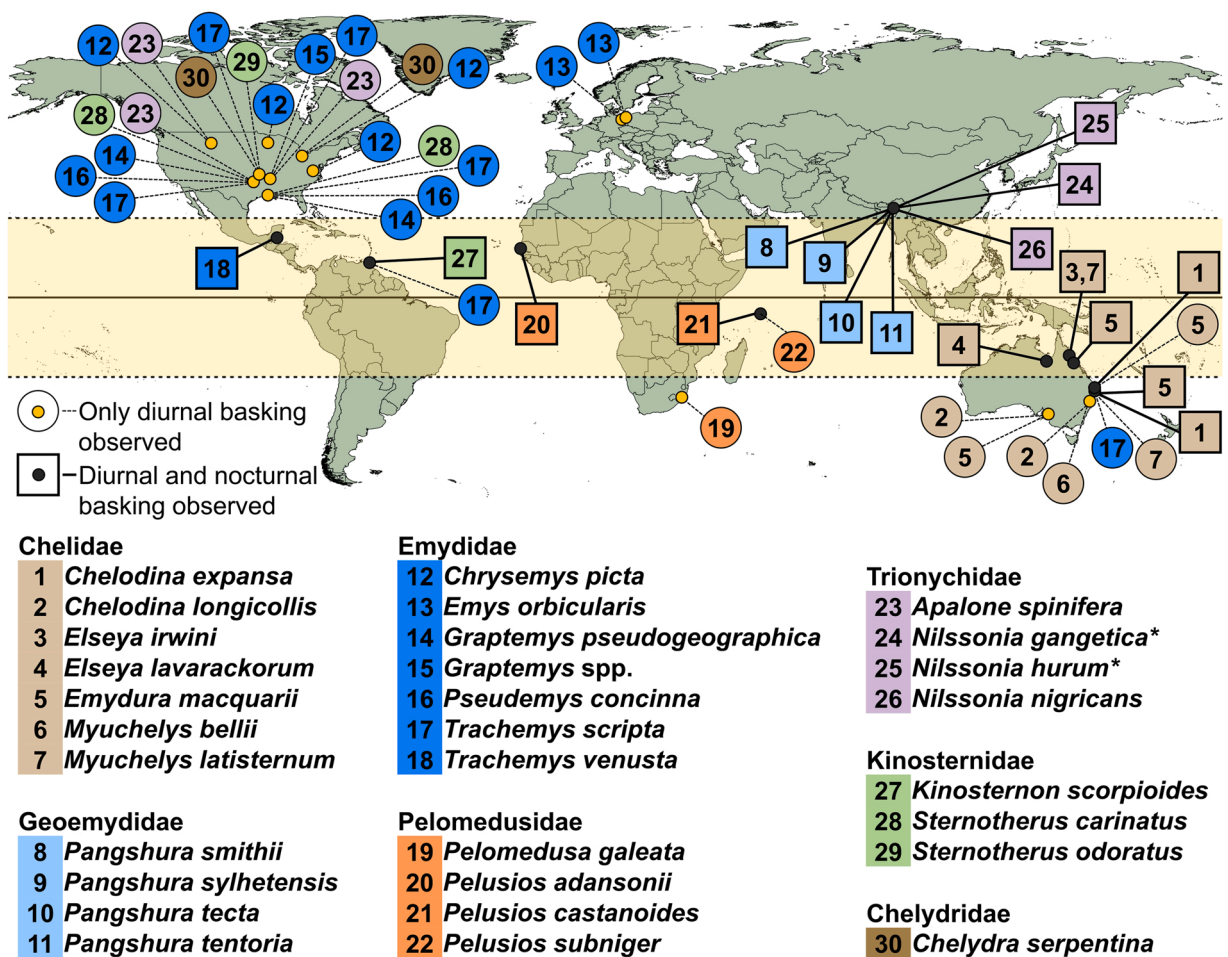 17
17
12
23
29
15
30
13
13
30
23
12
12
28
23
25
12
28
14
16
17
17
24
16
14
8
26
9
18
27
3,7
1
17
20
21
10
11
5
5
22
4
5
19
2
1
5
2
17
7
6
Only diurnal basking
observed
Diurnal and nocturnal
basking observed
Chelidae
1 Chelodina expansa
2 Chelodina longicollis
3 Elseya irwini
4 Elseya lavarackorum
5 Emydura macquarii
6 Myuchelys bellii
7 Myuchelys latisternum
Geoemydidae
8 Pangshura smithii
9 Pangshura sylhetensis
10 Pangshura tecta
11 Pangshura tentoria
Emydidae
12 Chrysemys picta
13 Emys orbicularis
14 Graptemys pseudogeographica
15 Graptemys spp.
16 Pseudemys concinna
17 Trachemys scripta
18 Trachemys venusta
Pelomedusidae
19 Pelomedusa galeata
20 Pelusios adansonii
21 Pelusios castanoides
22 Pelusios subniger
Trionychidae
23 Apalone spinifera
24 Nilssonia gangetica*
25 Nilssonia hurum*
26 Nilssonia nigricans
Kinosternidae
27 Kinosternon scorpioides
28 Sternotherus carinatus
29 Sternotherus odoratus
Chelydridae
30 Chelydra serpentina